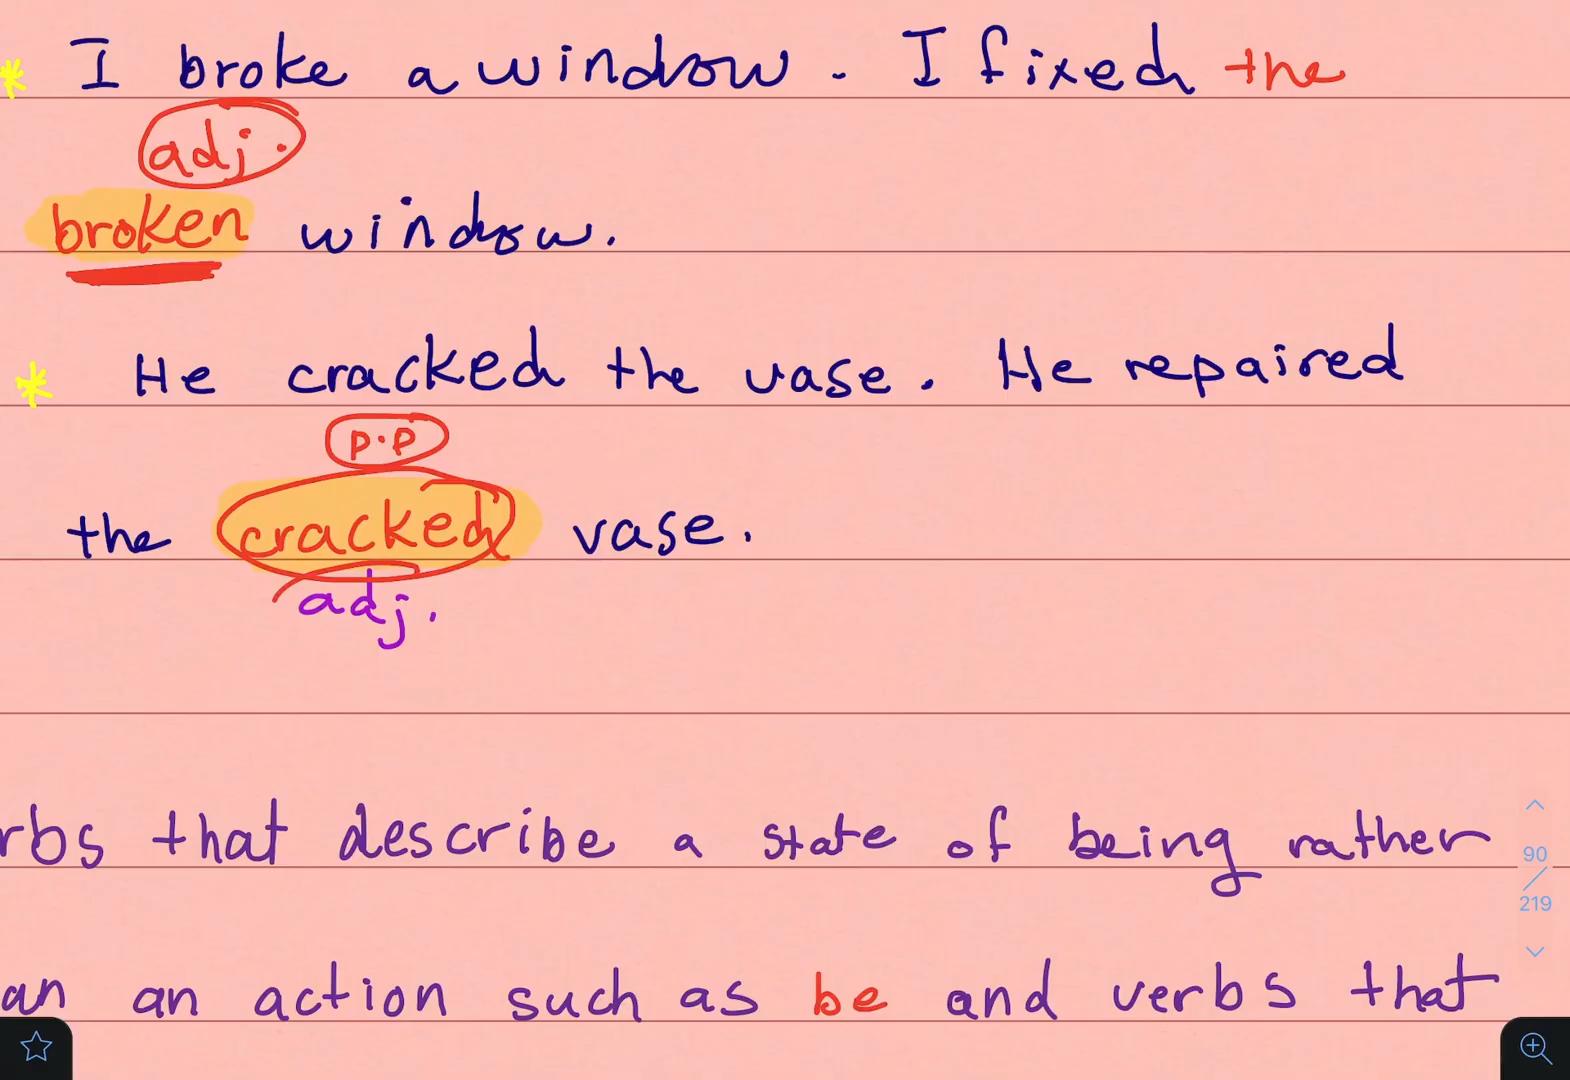 * I broke a window. I fixed the
adj.
broken window.
* He cracked the vase. He repaired
p.p
the cracked vase.
adj.
rbs that describe a state of being rather
90
219
an an action such as be and verbs that